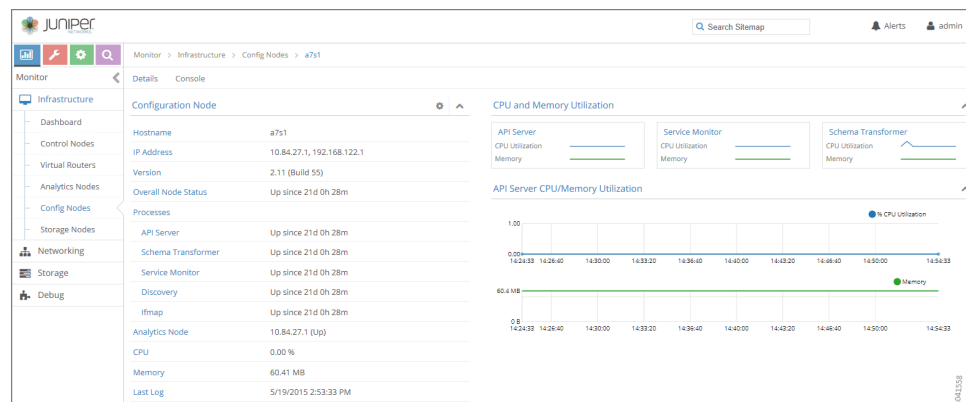 JUNIPEr
NETWORKS
Search Sitemap
Alerts
admin
Monitor > Infrastructure > Config Nodes > a7s1
Monitor
Details Console
Infrastructure
Dashboard
Control Nodes
Virtual Routers
Analytics Nodes
Config Nodes
Storage Nodes
Networking
Storage
Debug
Configuration Node
Hostname a7s1
IP Address 10.84.27.1, 192.168.122.1
Version 2.11 (Build 55)
Overall Node Status Up since 21d 0h 28m
Processes
API Server Up since 21d 0h 28m
Schema Transformer Up since 21d 0h 28m
Service Monitor Up since 21d 0h 28m
Discovery Up since 21d 0h 28m
Ifmap Up since 21d 0h 28m
Analytics Node 10.84.27.1 (Up)
CPU 0.00 %
Memory 60.41 MB
Last Log 5/19/2015 2:53:33 PM
CPU and Memory Utilization
API Server
CPU Utilization
Memory
Service Monitor
CPU Utilization
Memory
Schema Transformer
CPU Utilization
Memory
API Server CPU/Memory Utilization
% CPU Utilization
1.00
0.00
14:24:33 14:26:40 14:30:00 14:33:20 14:36:40 14:40:00 14:43:20 14:46:40 14:50:00 14:54:33
Memory
60.4 MB
0 B
14:24:33 14:26:40 14:30:00 14:33:20 14:36:40 14:40:00 14:43:20 14:46:40 14:50:00 14:54:33
s041558